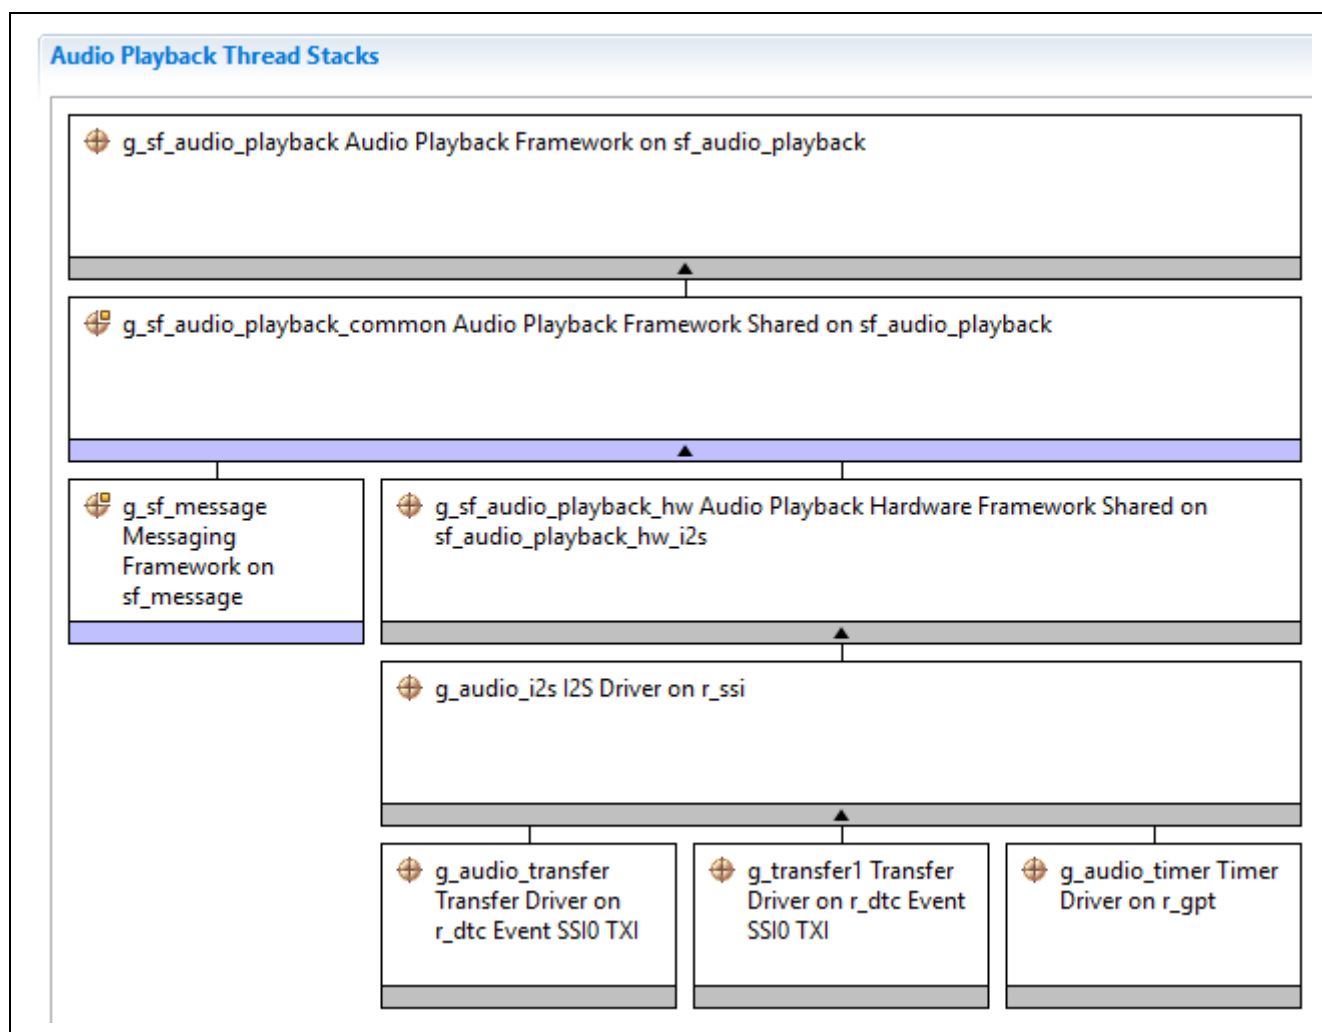 Audio Playback Thread Stacks
g_sf_audio_playback Audio Playback Framework on sf_audio_playback
g_sf_audio_playback_common Audio Playback Framework Shared on sf_audio_playback
g_sf_message
Messaging
Framework on
sf_message
g_sf_audio_playback_hw Audio Playback Hardware Framework Shared on
sf_audio_playback_hw_i2s
g_audio_i2s I2S Driver on r_ssi
g_audio_transfer
Transfer Driver on
r_dtc Event SSI0 TXI
g_transfer1 Transfer
Driver on r_dtc Event
SSI0 TXI
g_audio_timer Timer
Driver on r_gpt